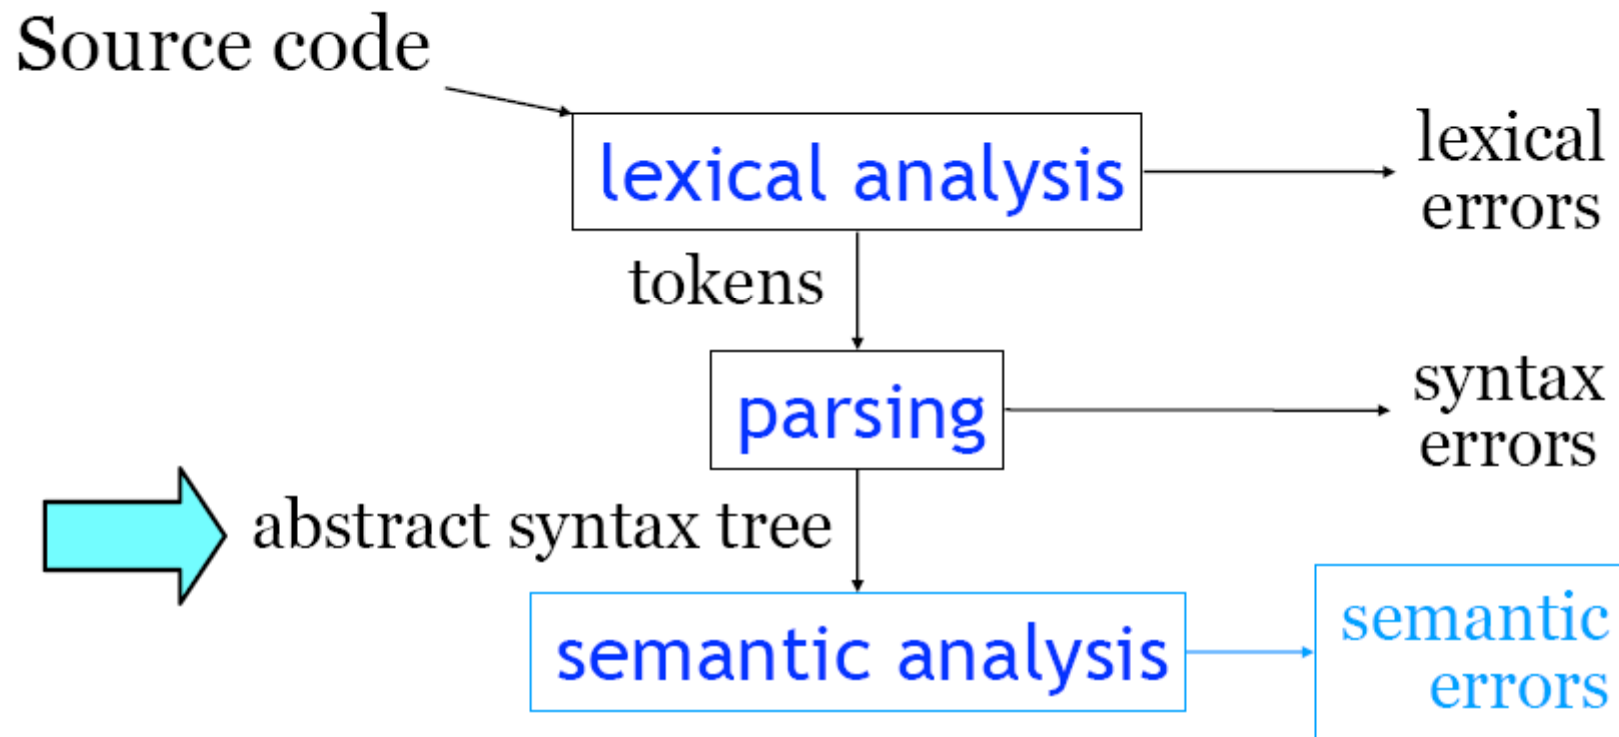 Source code
lexical analysis
lexical
errors
tokens
parsing
syntax
errors
abstract syntax tree
semantic analysis
semantic
errors